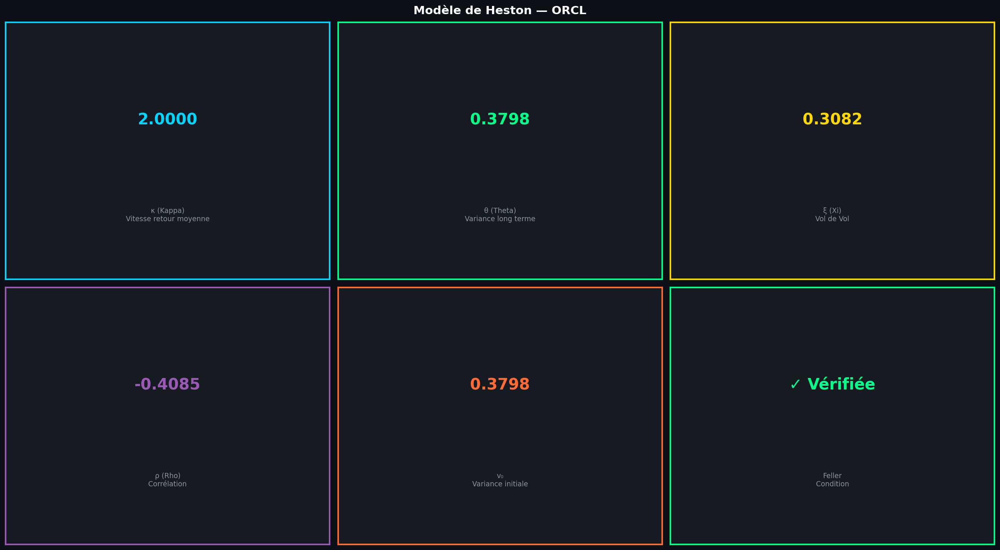 Modèle de Heston — ORCL
2.0000
κ (Kappa)
Vitesse retour moyenne
0.3798
θ (Theta)
Variance long terme
0.3082
ξ (Xi)
Vol de Vol
-0.4085
ρ (Rho)
Corrélation
0.3798
v₀
Variance initiale
✓ Vérifiée
Feller
Condition